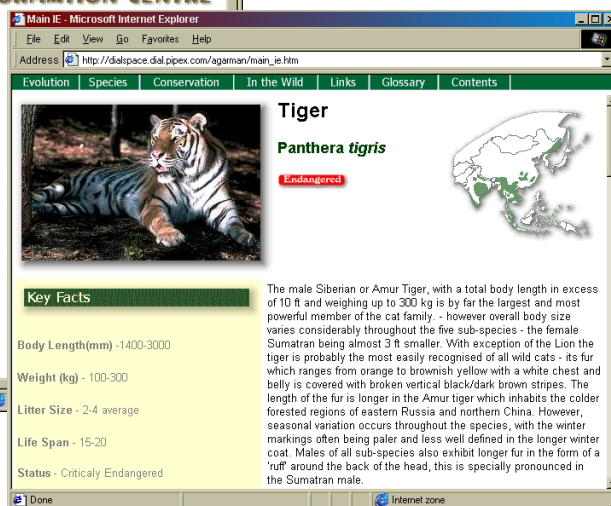 Main IE - Microsoft Internet Explorer
File Edit View Go Favorites Help
Address http://dialspace.dial.pipex.com/agarman/main_ie.htm
Evolution Species Conservation In the Wild Links Glossary Contents
Tiger
Panthera tigris
Endangered
Key Facts
Body Length(mm) -1400-3000
Weight (kg) - 100-300
Litter Size - 2-4 average
Life Span - 15-20
Status - Criticaly Endangered
The male Siberian or Amur Tiger, with a total body length in excess
of 10 ft and weighing up to 300 kg is by far the largest and most
powerful member of the cat family. - however overall body size
varies considerably throughout the five sub-species - the female
Sumatran being almost 3 ft smaller. With exception of the Lion the
tiger is probably the most easily recognised of all wild cats - its fur
which ranges from orange to brownish yellow with a white chest and
belly is covered with broken vertical black/dark brown stripes. The
length of the fur is longer in the Amur tiger which inhabits the colder
forested regions of eastern Russia and northern China. However,
seasonal variation occurs throughout the species, with the winter
markings often being paler and less well defined in the longer winter
coat. Males of all sub-species also exhibit longer fur in the form of a
'ruff' around the back of the head, this is specially pronounced in
the Sumatran male.
Done
Internet zone